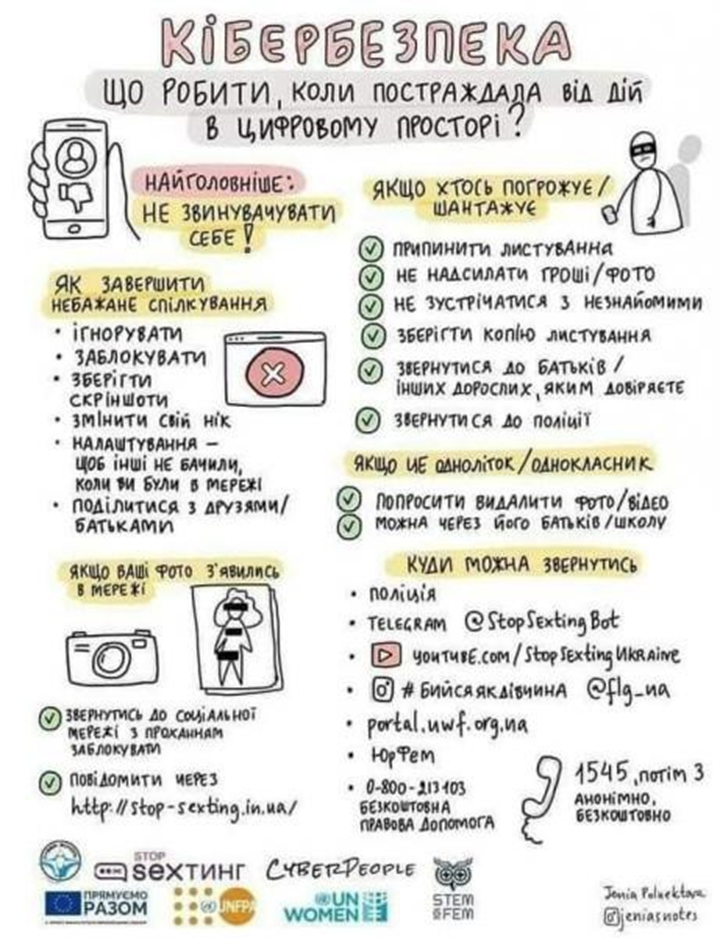 КІБЕРБЕЗПЕКА
ЩО РОБИТИ, КОЛИ ПОСТРАЖДАЛА ВІД ДІЙ
В ЦИФРОВОМУ ПРОСТОРІ?
НАЙГОЛОВНІШЕ:
НЕ ЗВИНУВАЧУВАТИ
СЕБЕ!
ЯК ЗАВЕРШИТИ
НЕБАЖАНЕ СПІЛКУВАННЯ
• ІГНОРУВАТИ
• ЗАБЛОКУВАТИ
• ЗБЕРІГТИ
СКРІНШОТИ
• ЗМІНИТИ СВІЙ НІК
• НАЛАШТУВАННЯ –
ЩОБ ІНШІ НЕ БАЧИЛИ,
КОЛИ ВИ БУЛИ В МЕРЕЖІ
• ПОДІЛИТИСЯ З ДРУЗЯМИ/
БАТЬКАМИ
ЯКЩО ВАШІ ФОТО З'ЯВИЛИСЬ
В МЕРЕЖІ
ЗВЕРНУТИСЬ ДО СОЦІАЛЬНОЇ
МЕРЕЖІ З ПРОХАННЯМ
ЗАБЛОКУВАТИ
ПОВІДОМИТИ ЧЕРЕЗ
http://stop-sexting.in.ua/
ЯКЩО ХТОСЬ ПОГРОЖУЄ/
ШАНТАЖУЄ
ПРИПИНИТИ ЛИСТУВАННЯ
НЕ НАДСИЛАТИ ГРОШІ/ФОТО
НЕ ЗУСТРІЧАТИСЯ З НЕЗНАЙОМИМИ
ЗБЕРІГТИ КОПІЮ ЛИСТУВАННЯ
ЗВЕРНУТИСЯ ДО БАТЬКІВ/
ІНШИХ ДОРОСЛИХ, ЯКИМ ДОВІРЯЄТЕ
ЗВЕРНУТИСЯ ДО ПОЛІЦІЇ
ЯКЩО ЦЕ ОДНОЛІТОК/ОДНОКЛАСНИК
ПОПРОСИТИ ВИДАЛИТИ ФОТО/ВІДЕО
МОЖНА ЧЕРЕЗ ЙОГО БАТЬКІВ/ШКОЛУ
КУДИ МОЖНА ЗВЕРНУТИСЬ
• ПОЛІЦІЯ
• TELEGRAM @StopSextingBot
• YOUTUBE.COM/StopSextingUkraine
• #БИЙСЯЯКДІВЧИНА @flg_ua
• portal.uwf.org.ua
• ЮрФем
• 0-800-213103
БЕЗКОШТОВНА
ПРАВОВА ДОПОМОГА
1545, ПОТІМ 3
АНОНІМНО,
БЕЗКОШТОВНО
STOP
sexтинг
CYBERPEOPLE
ПРЯМУЄМО
РАЗОМ
UNFPA
UN
WOMEN
STEM
IS FEM
Jenia Poluektova
@jeniasnotes